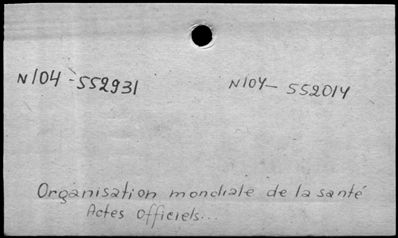 N104-552931 N104-552014
Organisation mondiale de la santé
Actes Officiels...